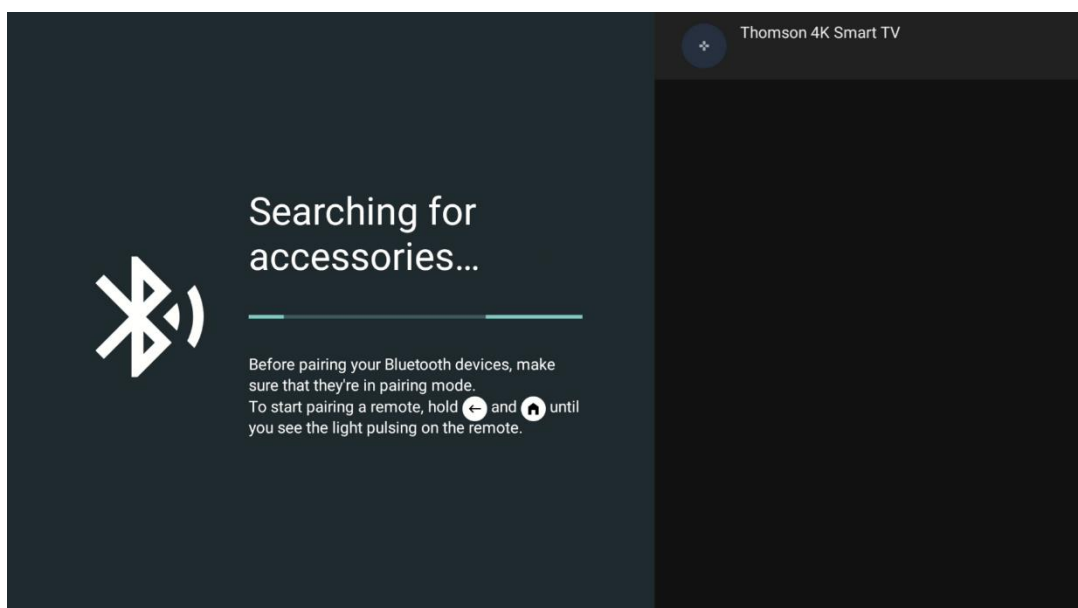 Searching for
accessories...
Before pairing your Bluetooth devices, make
sure that they're in pairing mode.
To start pairing a remote, hold and until
you see the light pulsing on the remote.
Thomson 4K Smart TV